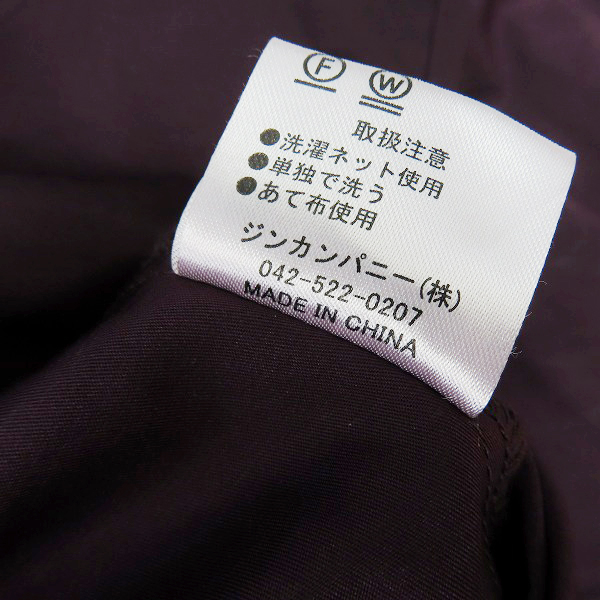 F W
取扱注意
●洗濯ネット使用
●単独で洗う
●あて布使用
ジンカンパニー(株)
042-522-0207
MADE IN CHINA